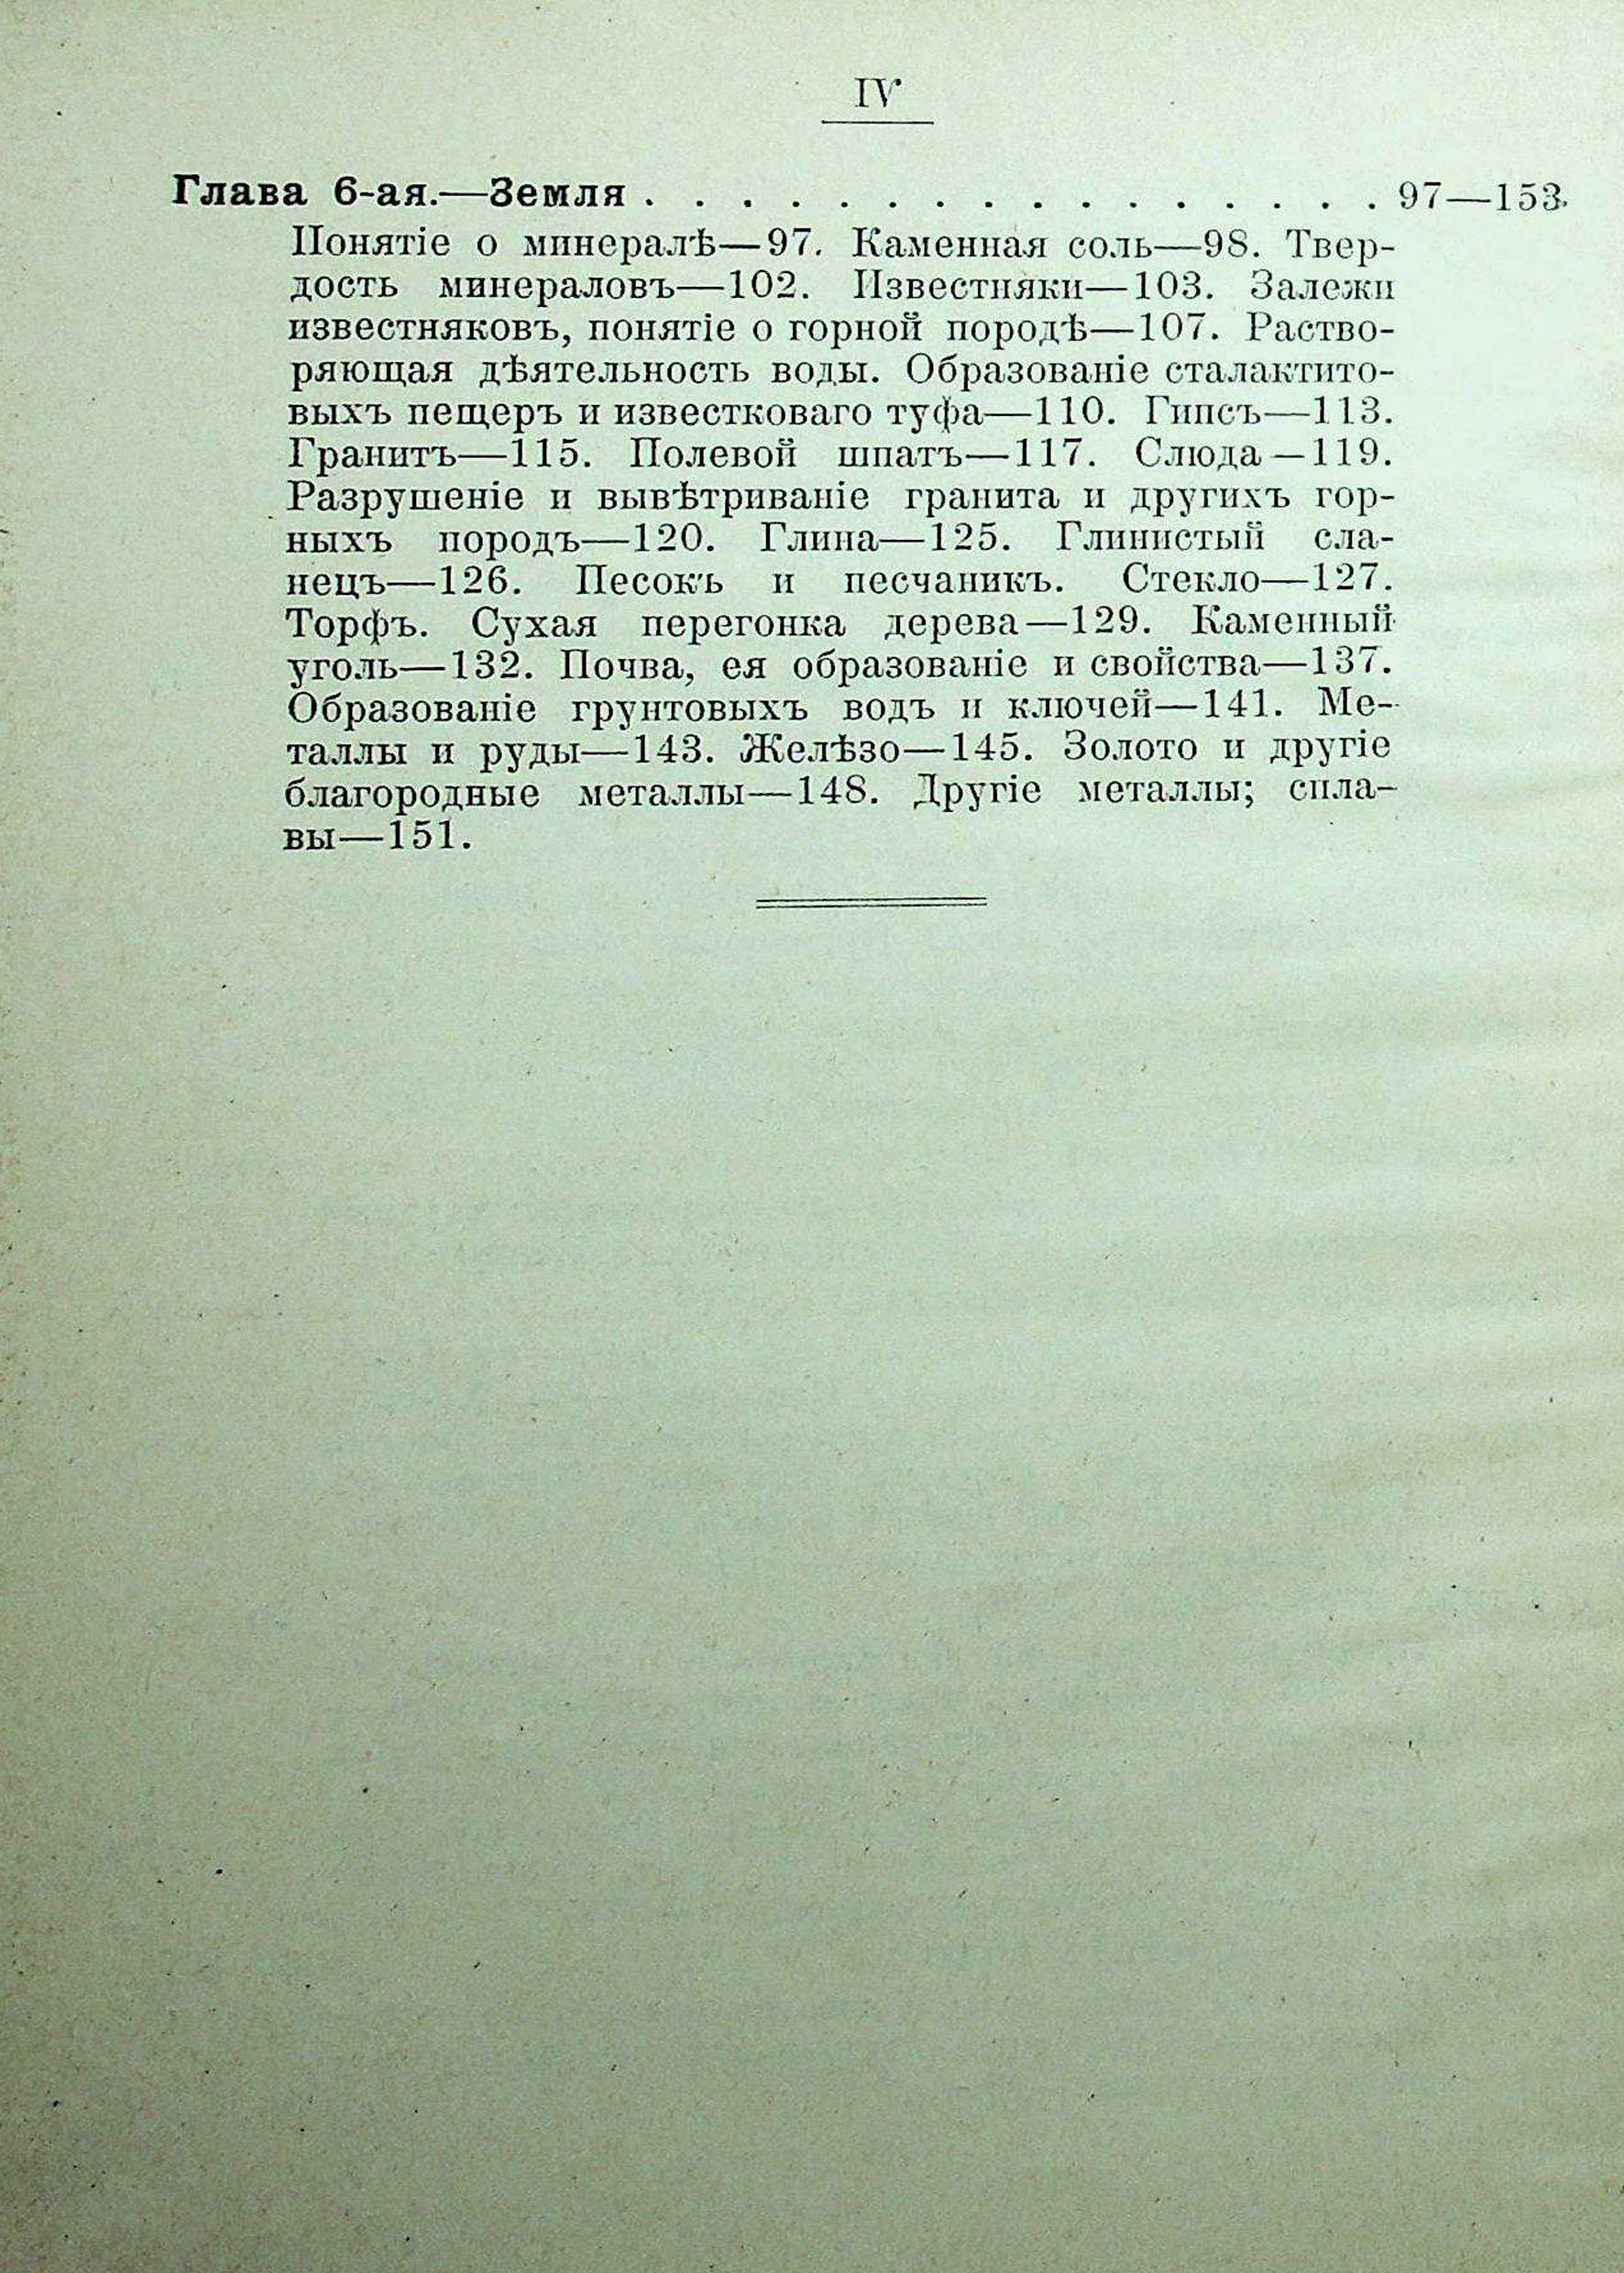 IV
Глава 6-ая.—Земля . . . . . . . . . . . . . . . . 97—153.
Понятіе о минералѣ—97. Каменная соль—98. Твер-
дость минераловъ—102. Известняки—103. Залежи
известняковъ, понятіе о горной породѣ—107. Раство-
ряющая дѣятельность воды. Образованіе сталактито-
выхъ пещеръ и известковаго туфа—110. Гипсъ—113.
Гранитъ—115. Полевой шпатъ—117. Слюда—119.
Разрушеніе и вывѣтриваніе гранита и другихъ гор-
ныхъ породъ—120. Глина—125. Глинистый сла-
нецъ—126. Песокъ и песчаникъ. Стекло—127.
Торфъ. Сухая перегонка дерева—129. Каменный
уголь—132. Почва, ея образованіе и свойства—137.
Образованіе грунтовыхъ водъ и ключей—141. Ме-
таллы и руды—143. Желѣзо—145. Золото и другіе
благородные металлы—148. Другіе металлы; спла-
вы—151.